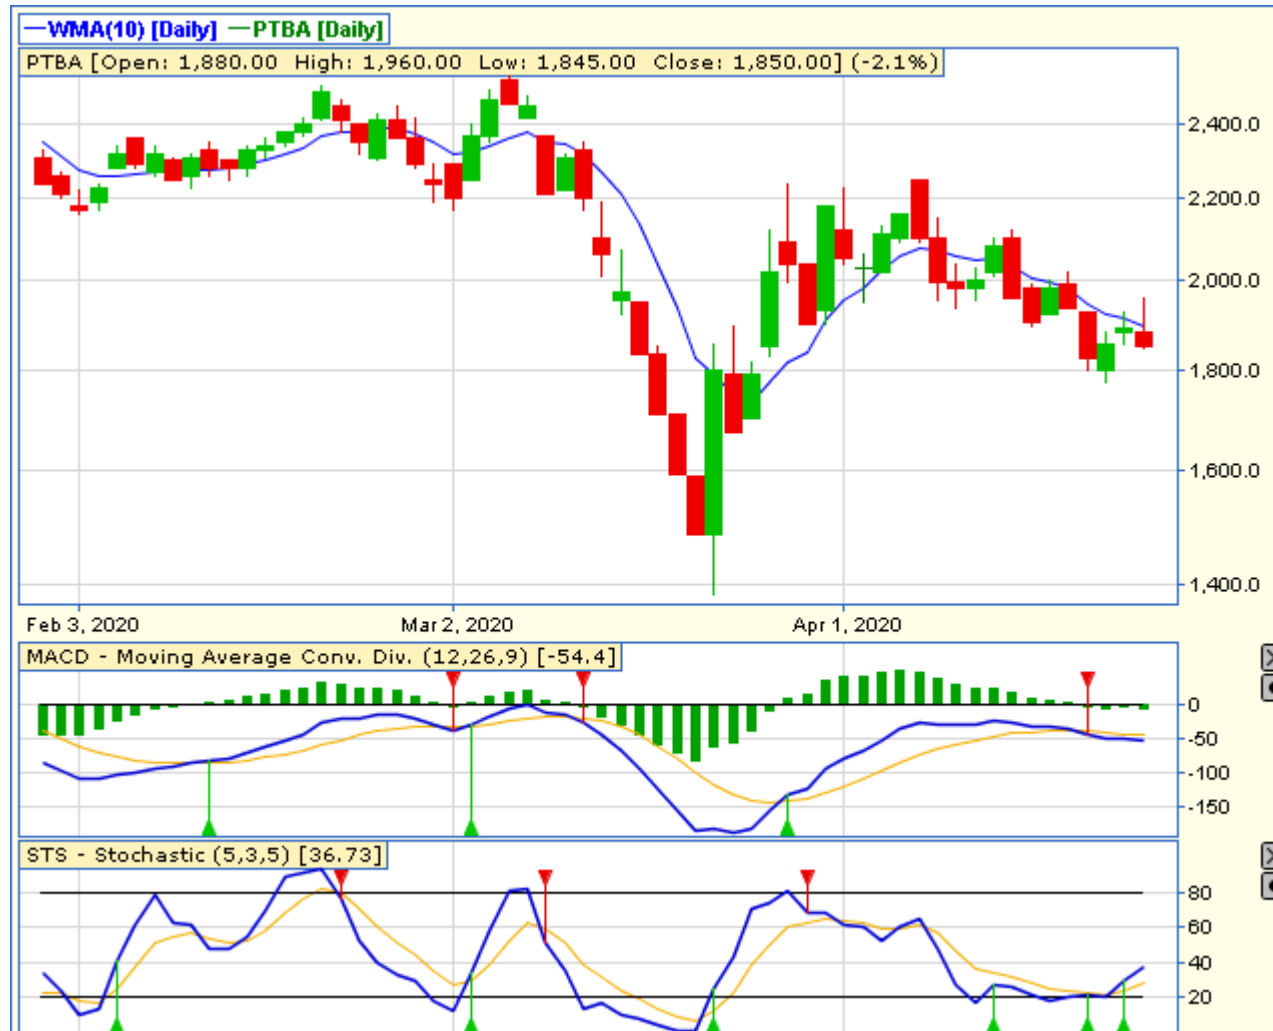 WMA(10) [Daily] PTBA [Daily]
PTBA [Open: 1,880.00 High: 1,960.00 Low: 1,845.00 Close: 1,850.00] (-2.1%)
2,400.0
2,200.0
2,000.0
1,800.0
1,600.0
1,400.0
Feb 3, 2020 Mar 2, 2020 Apr 1, 2020
MACD - Moving Average Conv. Div. (12,26,9) [-54.4]
0
-50
-100
-150
STS - Stochastic (5,3,5) [36.73]
80
60
40
20